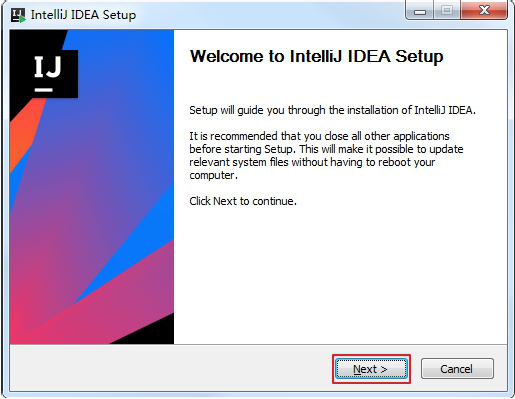 IntelliJ IDEA Setup
IJ
Welcome to IntelliJ IDEA Setup
Setup will guide you through the installation of IntelliJ IDEA.
It is recommended that you close all other applications
before starting Setup. This will make it possible to update
relevant system files without having to reboot your
computer.
Click Next to continue.
Next >
Cancel